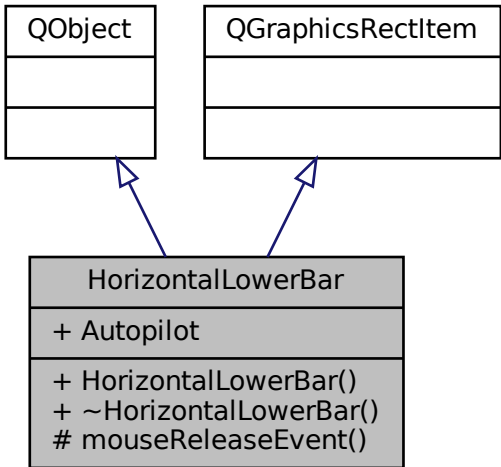 QObject
QGraphicsRectItem
HorizontalLowerBar
+ Autopilot
+ HorizontalLowerBar()
+ ~HorizontalLowerBar()
# mouseReleaseEvent()